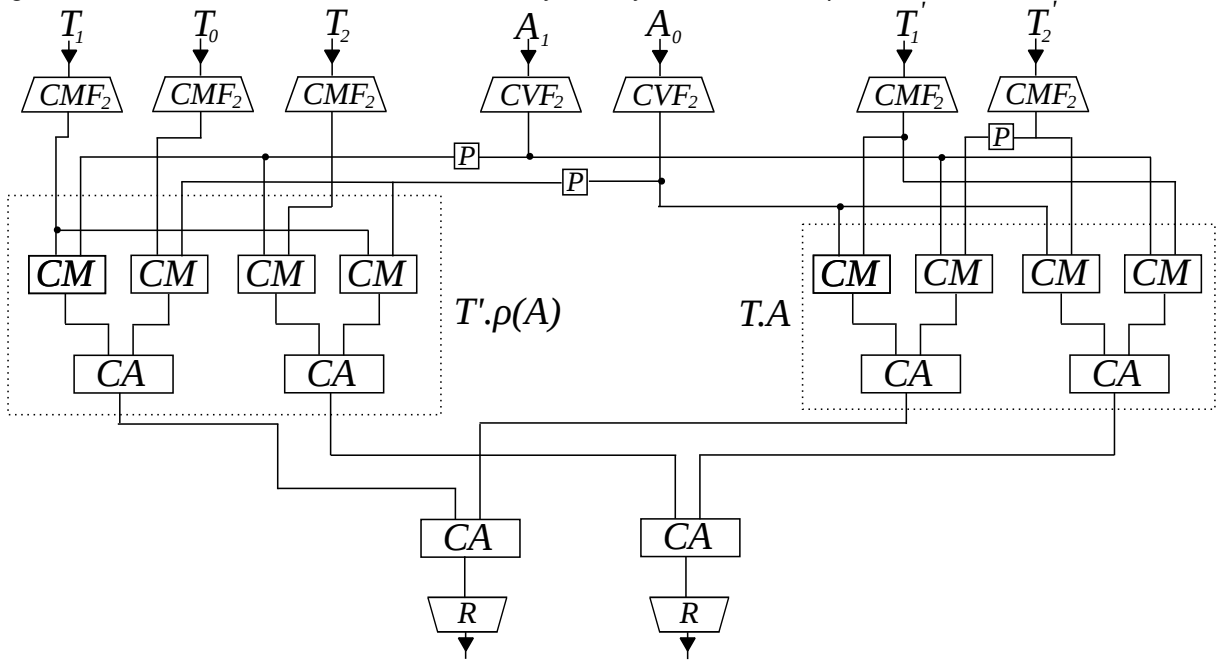 T₁ T₀ T₂ A₁ A₀ T₁' T₂'
CMF₂ CMF₂ CMF₂ CVF₂ CVF₂ CMF₂ CMF₂
P P
P
CM CM CM CM CM CM CM CM
T'.ρ(A) T.A
CA CA CA CA
CA CA
R R